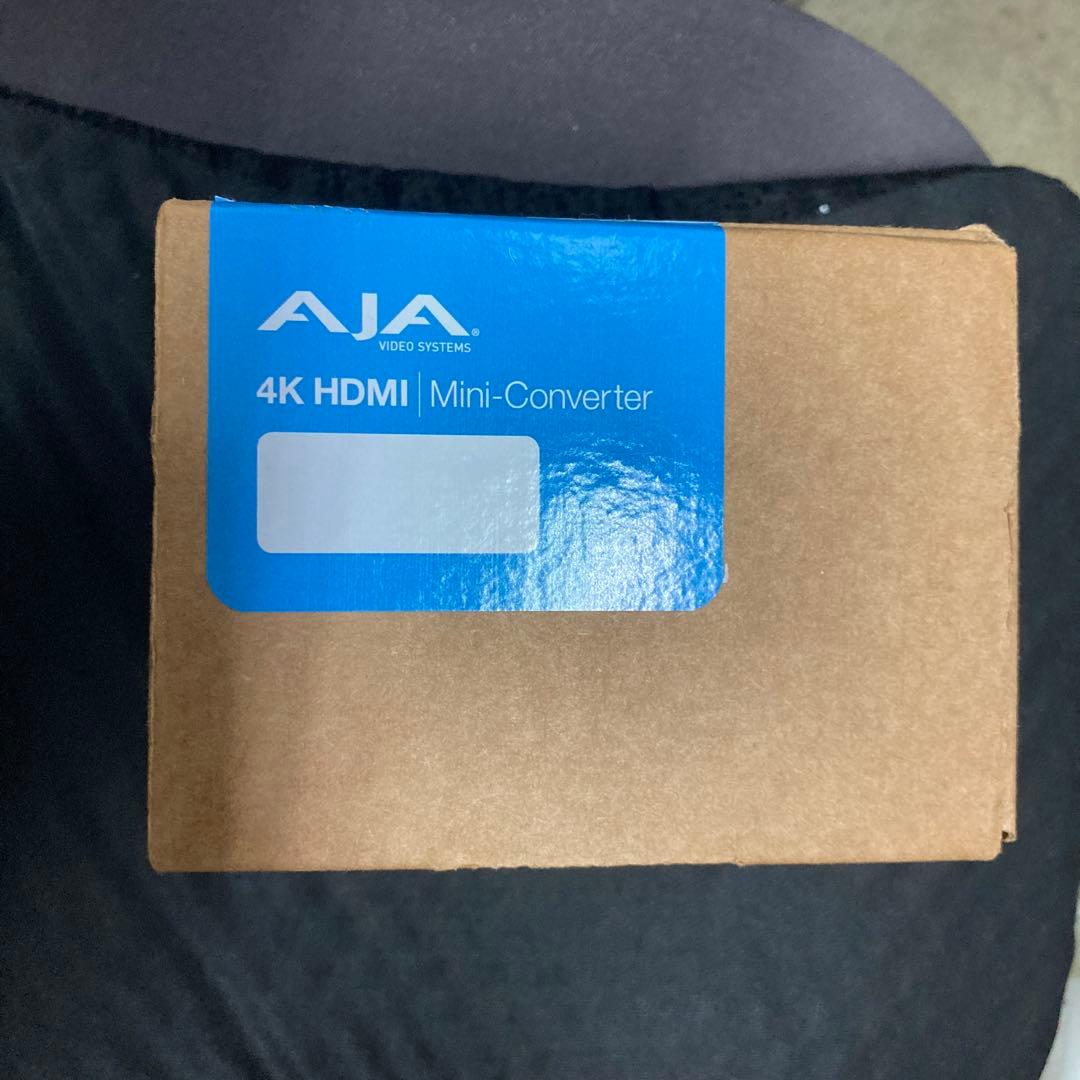 AJA®
VIDEO SYSTEMS
4K HDMI | Mini-Converter